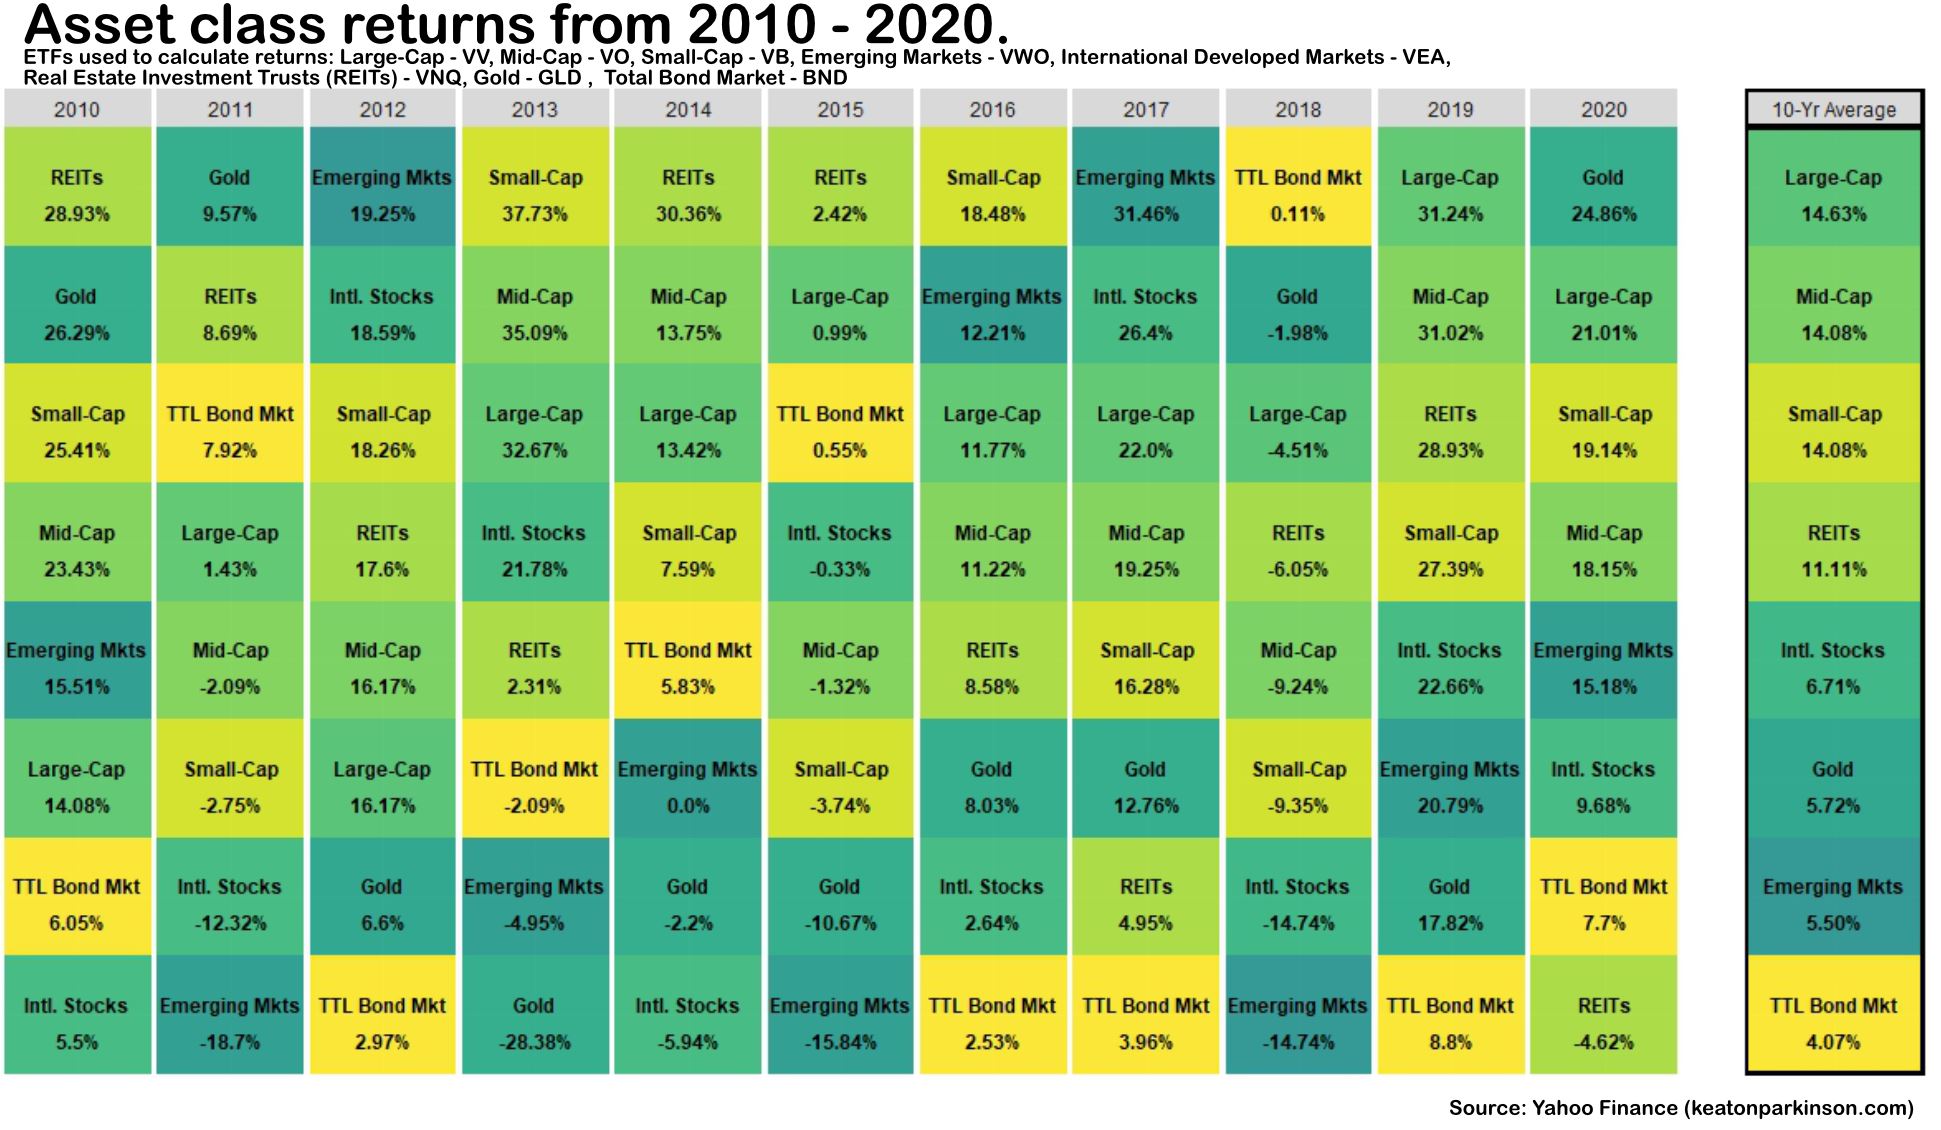 Asset class returns from 2010 - 2020.
ETFs used to calculate returns: Large-Cap - VV, Mid-Cap - VO, Small-Cap - VB, Emerging Markets - VWO, International Developed Markets - VEA,
Real Estate Investment Trusts (REITs) - VNQ, Gold - GLD , Total Bond Market - BND
2010 2011 2012 2013 2014 2015 2016 2017 2018 2019 2020 10-Yr Average
REITs Gold Emerging Mkts Small-Cap REITs REITs Small-Cap Emerging Mkts TTL Bond Mkt Large-Cap Gold Large-Cap
28.93% 9.57% 19.25% 37.73% 30.36% 2.42% 18.48% 31.46% 0.11% 31.24% 24.86% 14.63%
Gold REITs Intl. Stocks Mid-Cap Mid-Cap Large-Cap Emerging Mkts Intl. Stocks Gold Mid-Cap Large-Cap Mid-Cap
26.29% 8.69% 18.59% 35.09% 13.75% 0.99% 12.21% 26.4% -1.98% 31.02% 21.01% 14.08%
Small-Cap TTL Bond Mkt Small-Cap Large-Cap Large-Cap TTL Bond Mkt Large-Cap Large-Cap Large-Cap REITs Small-Cap Small-Cap
25.41% 7.92% 18.26% 32.67% 13.42% 0.55% 11.77% 22.0% -4.51% 28.93% 19.14% 14.08%
Mid-Cap Large-Cap REITs Intl. Stocks Small-Cap Intl. Stocks Mid-Cap Mid-Cap REITs Small-Cap Mid-Cap REITs
23.43% 1.43% 17.6% 21.78% 7.59% -0.33% 11.22% 19.25% -6.05% 27.39% 18.15% 11.11%
Emerging Mkts Mid-Cap Mid-Cap REITs TTL Bond Mkt Mid-Cap REITs Small-Cap Mid-Cap Intl. Stocks Emerging Mkts Intl. Stocks
15.51% -2.09% 16.17% 2.31% 5.83% -1.32% 8.58% 16.28% -9.24% 22.66% 15.18% 6.71%
Large-Cap Small-Cap Large-Cap TTL Bond Mkt Emerging Mkts Small-Cap Gold Gold Small-Cap Emerging Mkts Intl. Stocks Gold
14.08% -2.75% 16.17% -2.09% 0.0% -3.74% 8.03% 12.76% -9.35% 20.79% 9.68% 5.72%
TTL Bond Mkt Intl. Stocks Gold Emerging Mkts Gold Gold Intl. Stocks REITs Intl. Stocks Gold TTL Bond Mkt Emerging Mkts
6.05% -12.32% 6.6% -4.95% -2.2% -10.67% 2.64% 4.95% -14.74% 17.82% 7.7% 5.50%
Intl. Stocks Emerging Mkts TTL Bond Mkt Gold Intl. Stocks Emerging Mkts TTL Bond Mkt TTL Bond Mkt Emerging Mkts TTL Bond Mkt REITs TTL Bond Mkt
5.5% -18.7% 2.97% -28.38% -5.94% -15.84% 2.53% 3.96% -14.74% 8.8% -4.62% 4.07%
Source: Yahoo Finance (keatonparkinson.com)